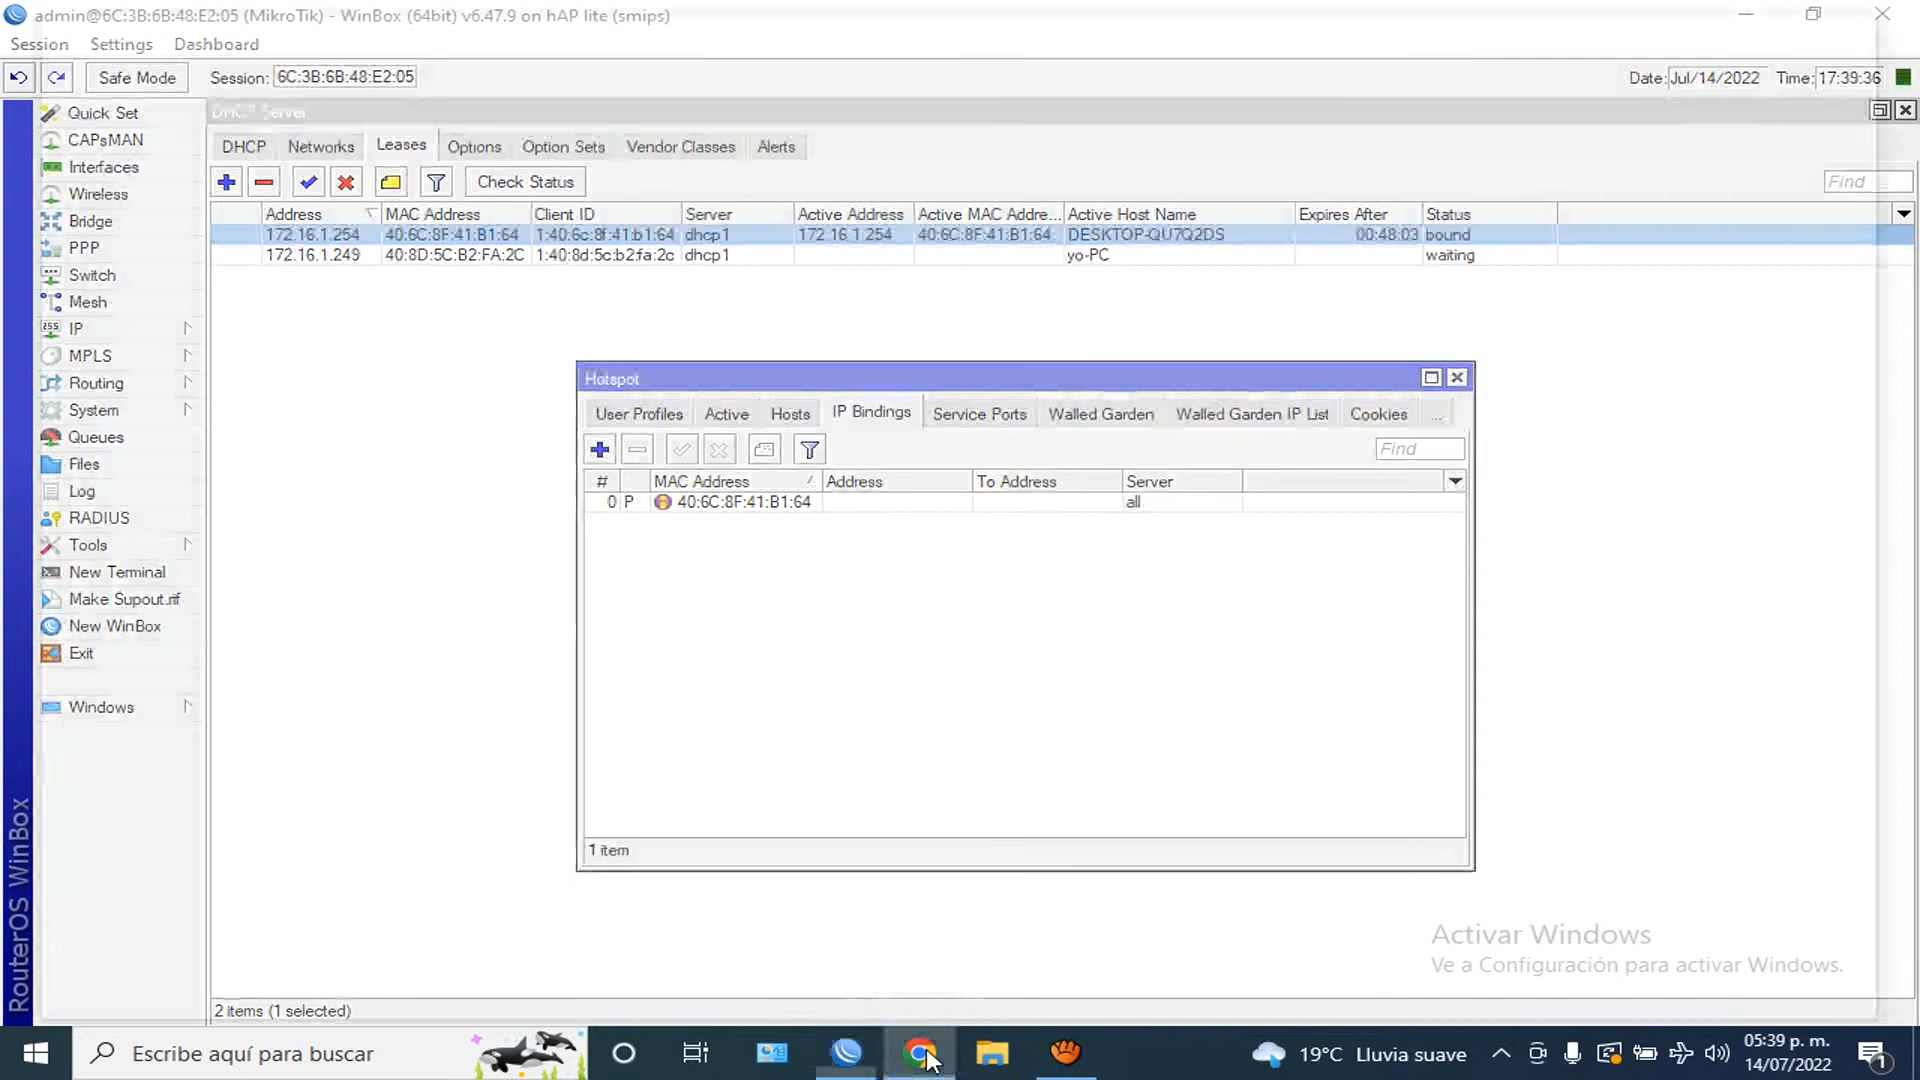 admin@6C:3B:6B:48:E2:05 (MikroTik) - WinBox (64bit) v6.47.9 on hAP lite (smips)
Session Settings Dashboard
Safe Mode Session: 6C:3B:6B:48:E2:05 Date: Jul/14/2022 Time: 17:39:36
Quick Set
CAPsMAN
Interfaces
Wireless
Bridge
PPP
Switch
Mesh
IP
MPLS
Routing
System
Queues
Files
Log
RADIUS
Tools
New Terminal
Make Supout.rif
New WinBox
Exit
Windows
RouterOS WinBox
DHCP Server
DHCP Networks Leases Options Option Sets Vendor Classes Alerts
Check Status Find
Address MAC Address Client ID Server Active Address Active MAC Addre... Active Host Name Expires After Status
172.16.1.254 40:6C:8F:41:B1:64 1:40:6c:8f:41:b1:64 dhcp1 172.16.1.254 40:6C:8F:41:B1:64 DESKTOP-QU7Q2DS 00:48:03 bound
172.16.1.249 40:8D:5C:B2:FA:2C 1:40:8d:5c:b2:fa:2c dhcp1 yo-PC waiting
Hotspot
User Profiles Active Hosts IP Bindings Service Ports Walled Garden Walled Garden IP List Cookies ...
Find
# MAC Address Address To Address Server
0 P 40:6C:8F:41:B1:64 all
1 item
Activar Windows
Ve a Configuración para activar Windows.
2 items (1 selected)
Escribe aquí para buscar 19°C Lluvia suave 05:39 p. m.
14/07/2022
1